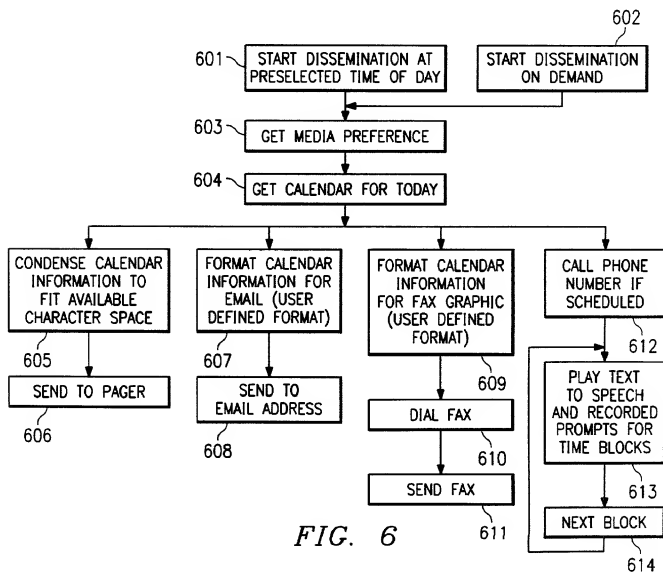 602
601
START DISSEMINATION AT
PRESELECTED TIME OF DAY
START DISSEMINATION
ON DEMAND
603
GET MEDIA PREFERENCE
604
GET CALENDAR FOR TODAY
CONDENSE CALENDAR
INFORMATION TO
FIT AVAILABLE
CHARACTER SPACE
605
SEND TO PAGER
606
FORMAT CALENDAR
INFORMATION FOR
EMAIL (USER
DEFINED FORMAT)
607
SEND TO
EMAIL ADDRESS
608
FORMAT CALENDAR
INFORMATION
FOR FAX GRAPHIC
(USER DEFINED
FORMAT)
609
DIAL FAX
610
SEND FAX
611
CALL PHONE
NUMBER IF
SCHEDULED
612
PLAY TEXT
TO SPEECH
AND RECORDED
PROMPTS FOR
TIME BLOCKS
613
NEXT BLOCK
614
FIG. 6